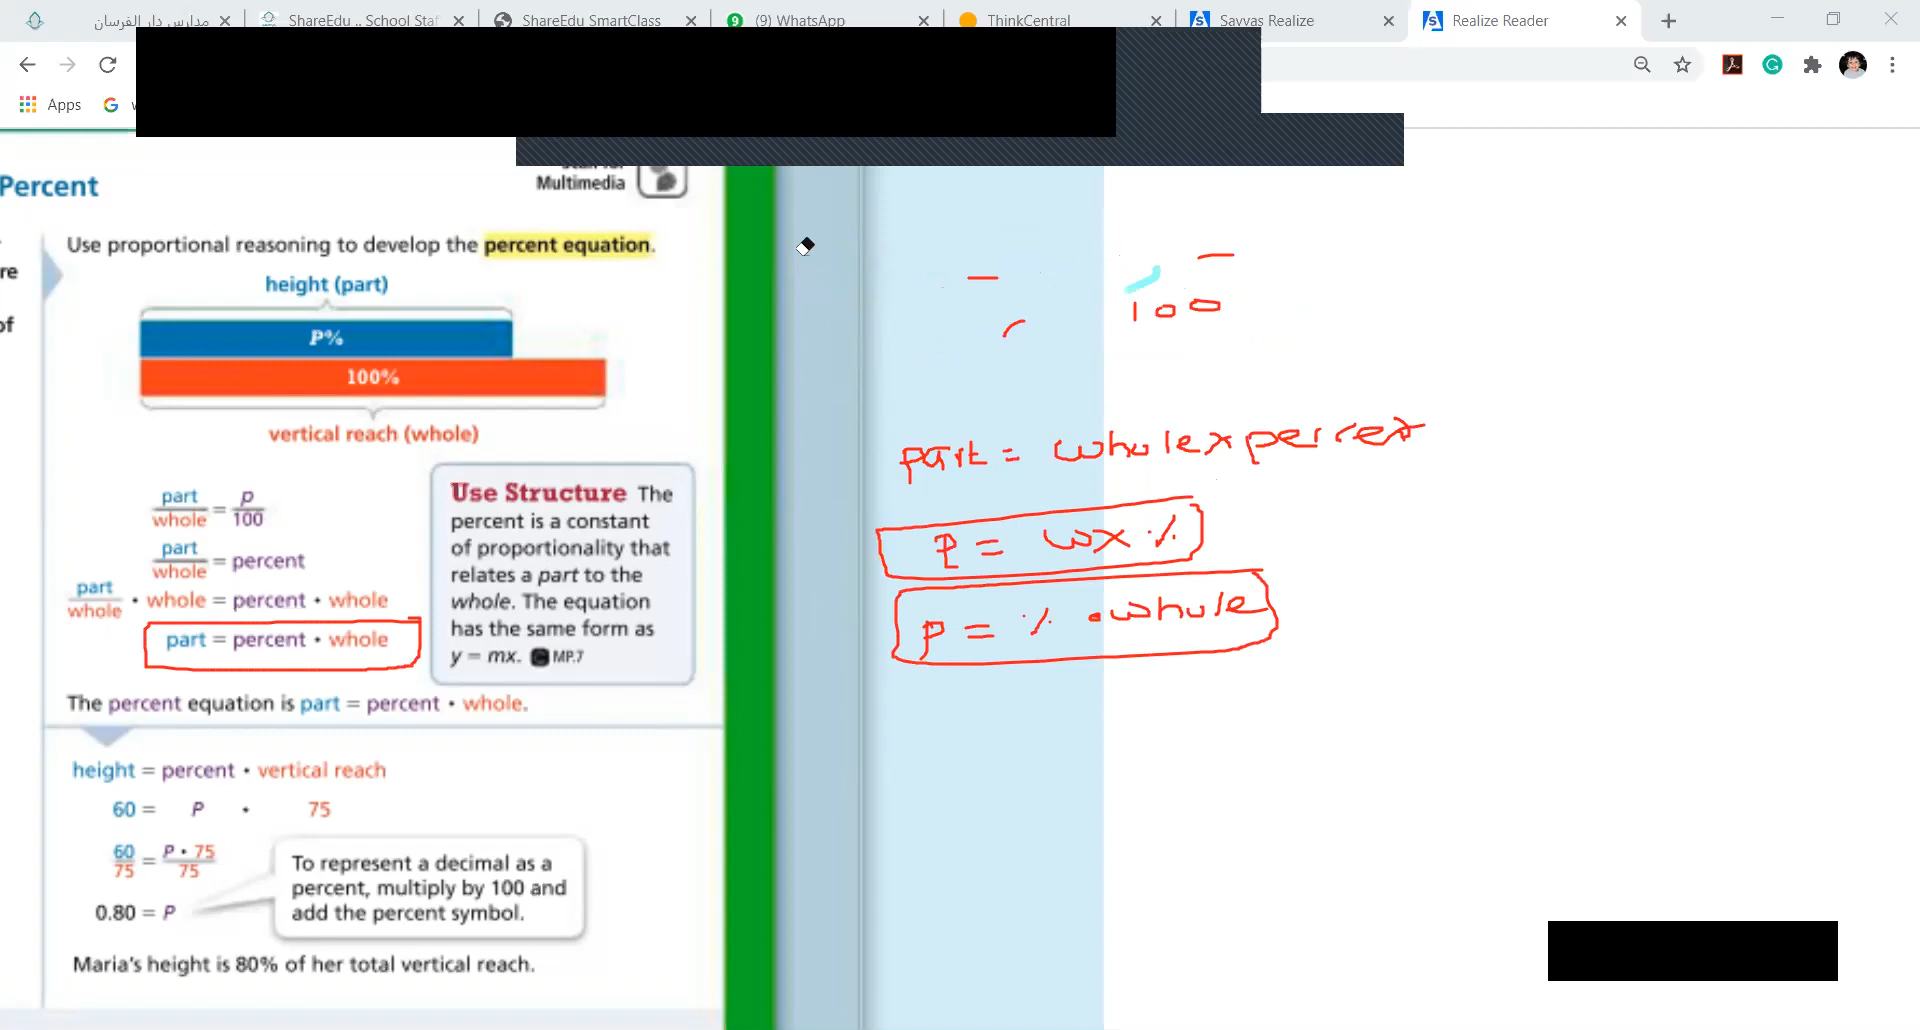 مدارس دار الفرسان
ShareEdu .. School Staf
ShareEdu SmartClass
9 (9) WhatsApp
ThinkCentral
Savvas Realize
Realize Reader
Apps
Percent
Multimedia
Use proportional reasoning to develop the percent equation.
re
of
height (part)
P%
100%
vertical reach (whole)
part/whole = p/100
part/whole = percent
part/whole • whole = percent • whole
part = percent • whole
Use Structure The
percent is a constant
of proportionality that
relates a part to the
whole. The equation
has the same form as
y = mx. MP.7
The percent equation is part = percent • whole.
height = percent • vertical reach
60 = P • 75
60/75 = P • 75/75
0.80 = P
To represent a decimal as a
percent, multiply by 100 and
add the percent symbol.
Maria's height is 80% of her total vertical reach.
100
part = whole x percent
P = w x %
P = % . whole